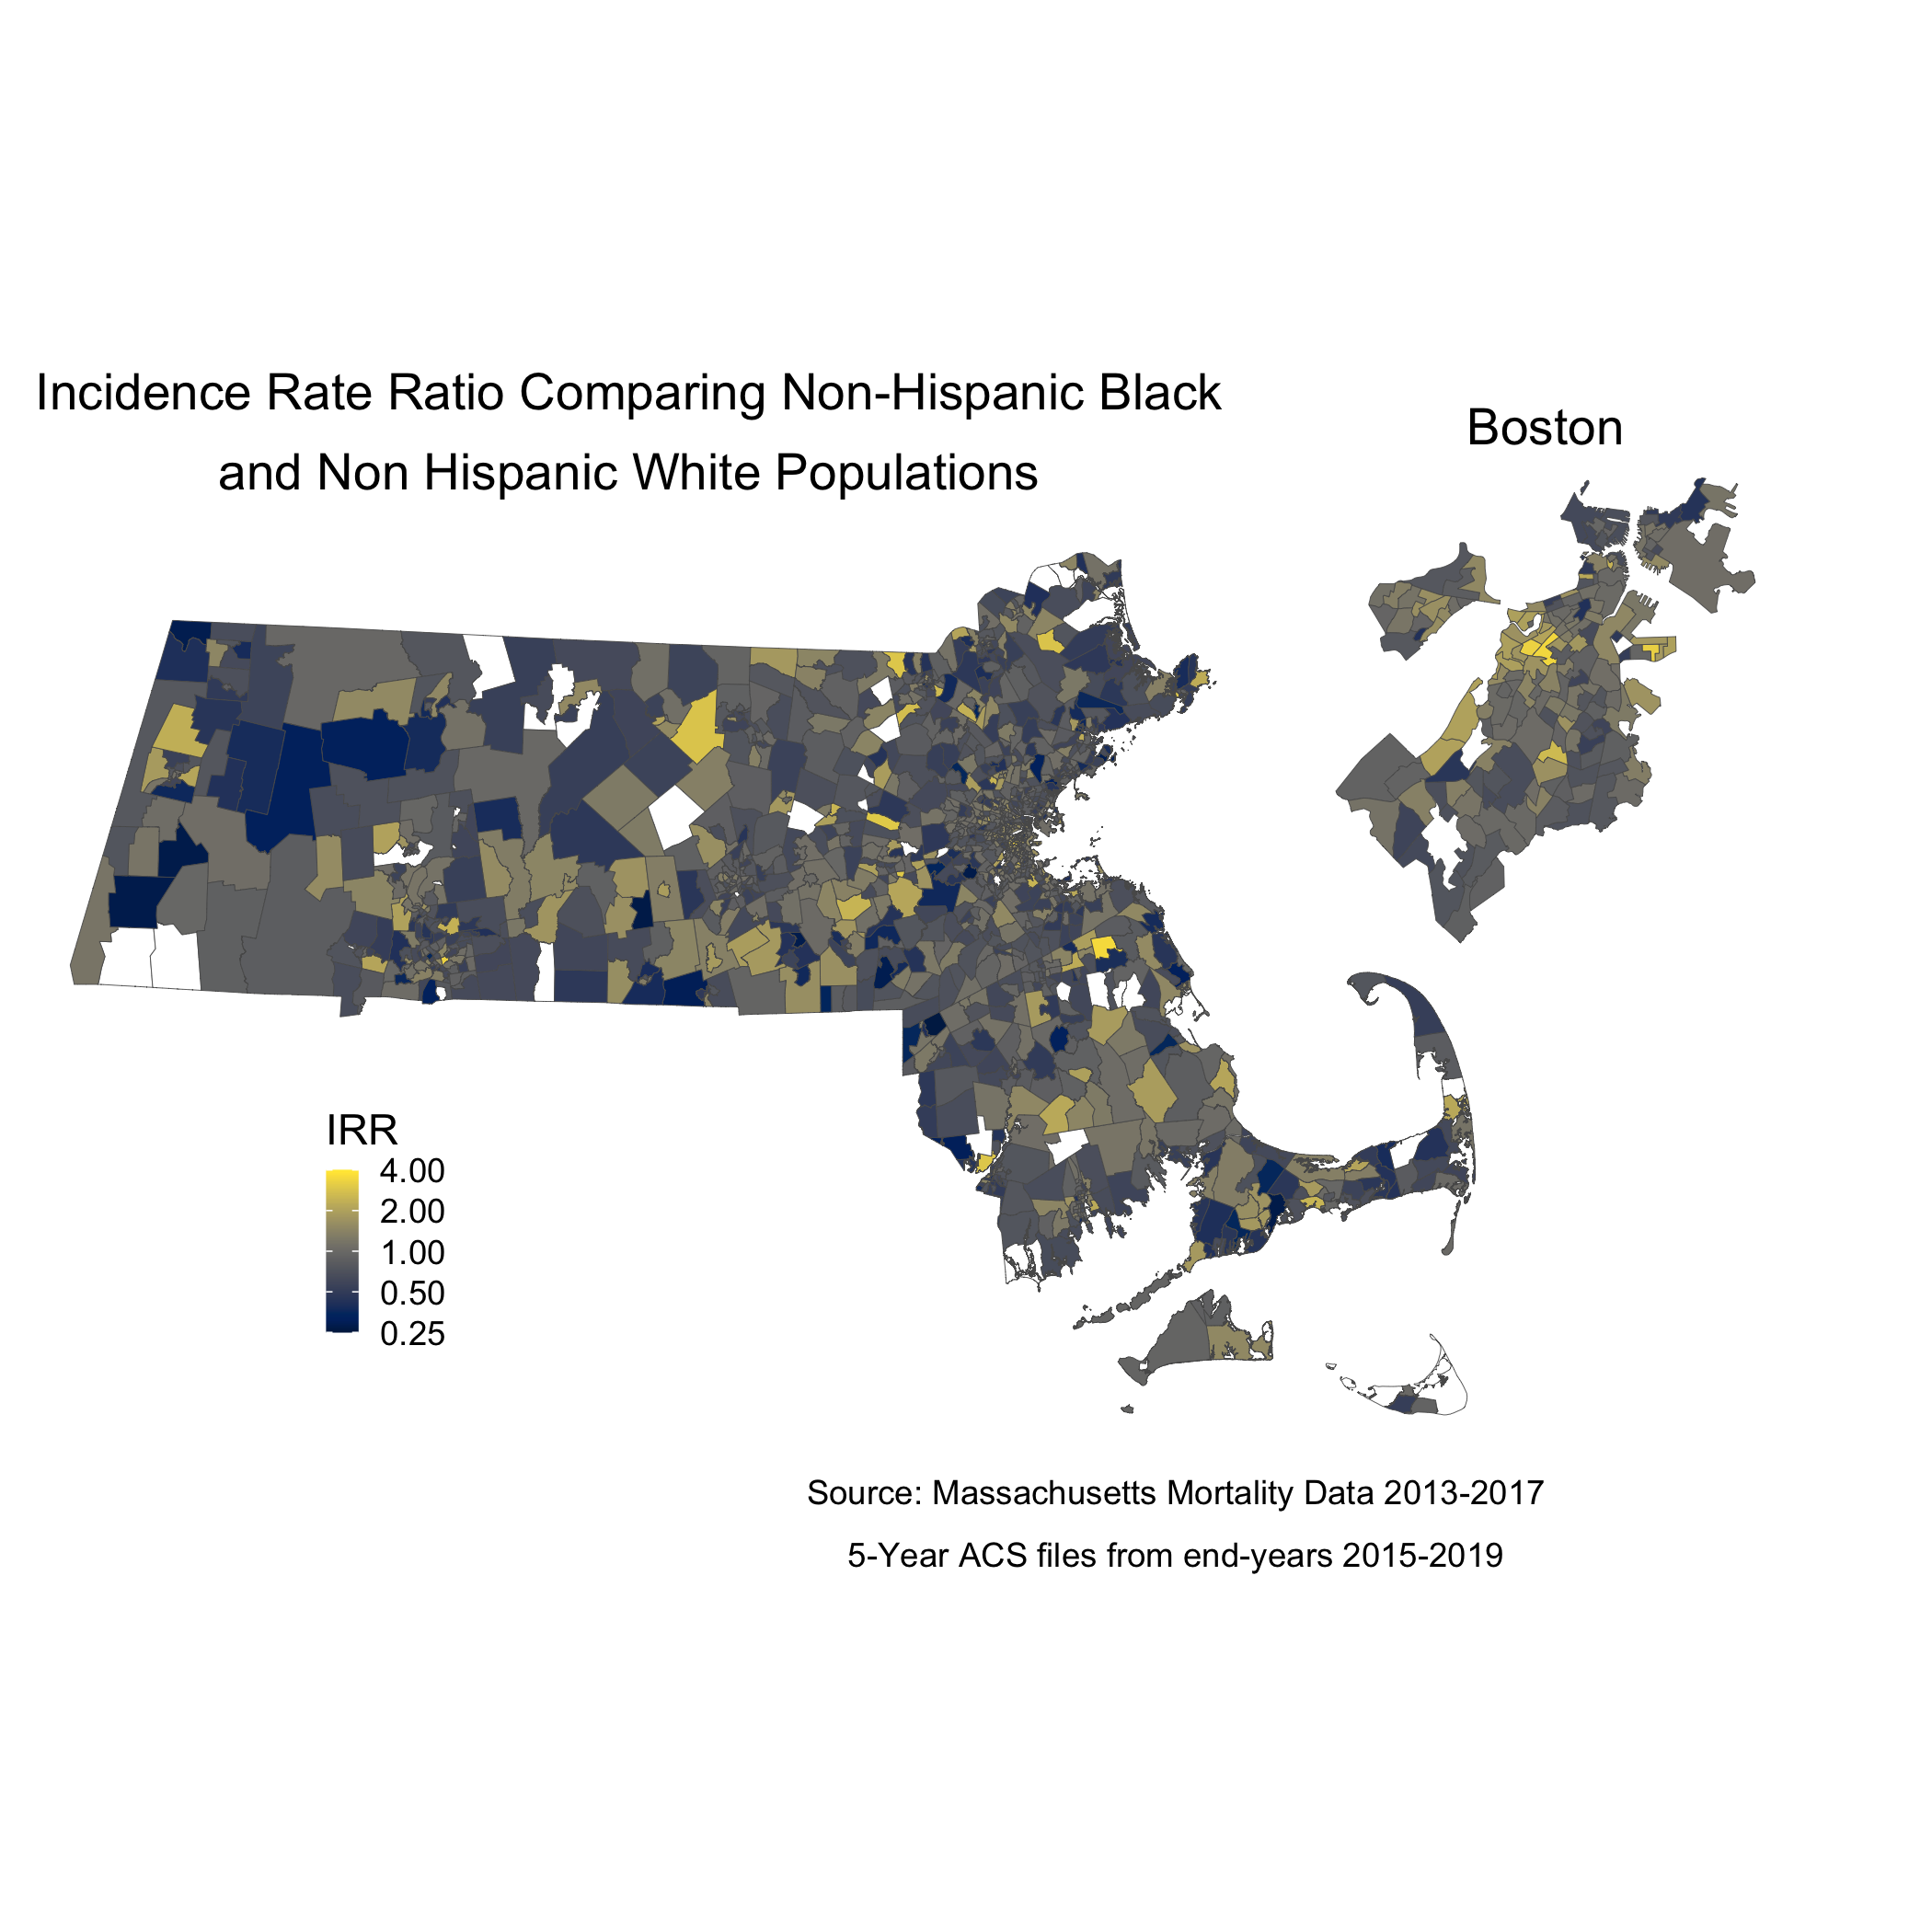 Incidence Rate Ratio Comparing Non-Hispanic Black
and Non Hispanic White Populations
Boston
IRR
4.00
2.00
1.00
0.50
0.25
Source: Massachusetts Mortality Data 2013-2017
5-Year ACS files from end-years 2015-2019